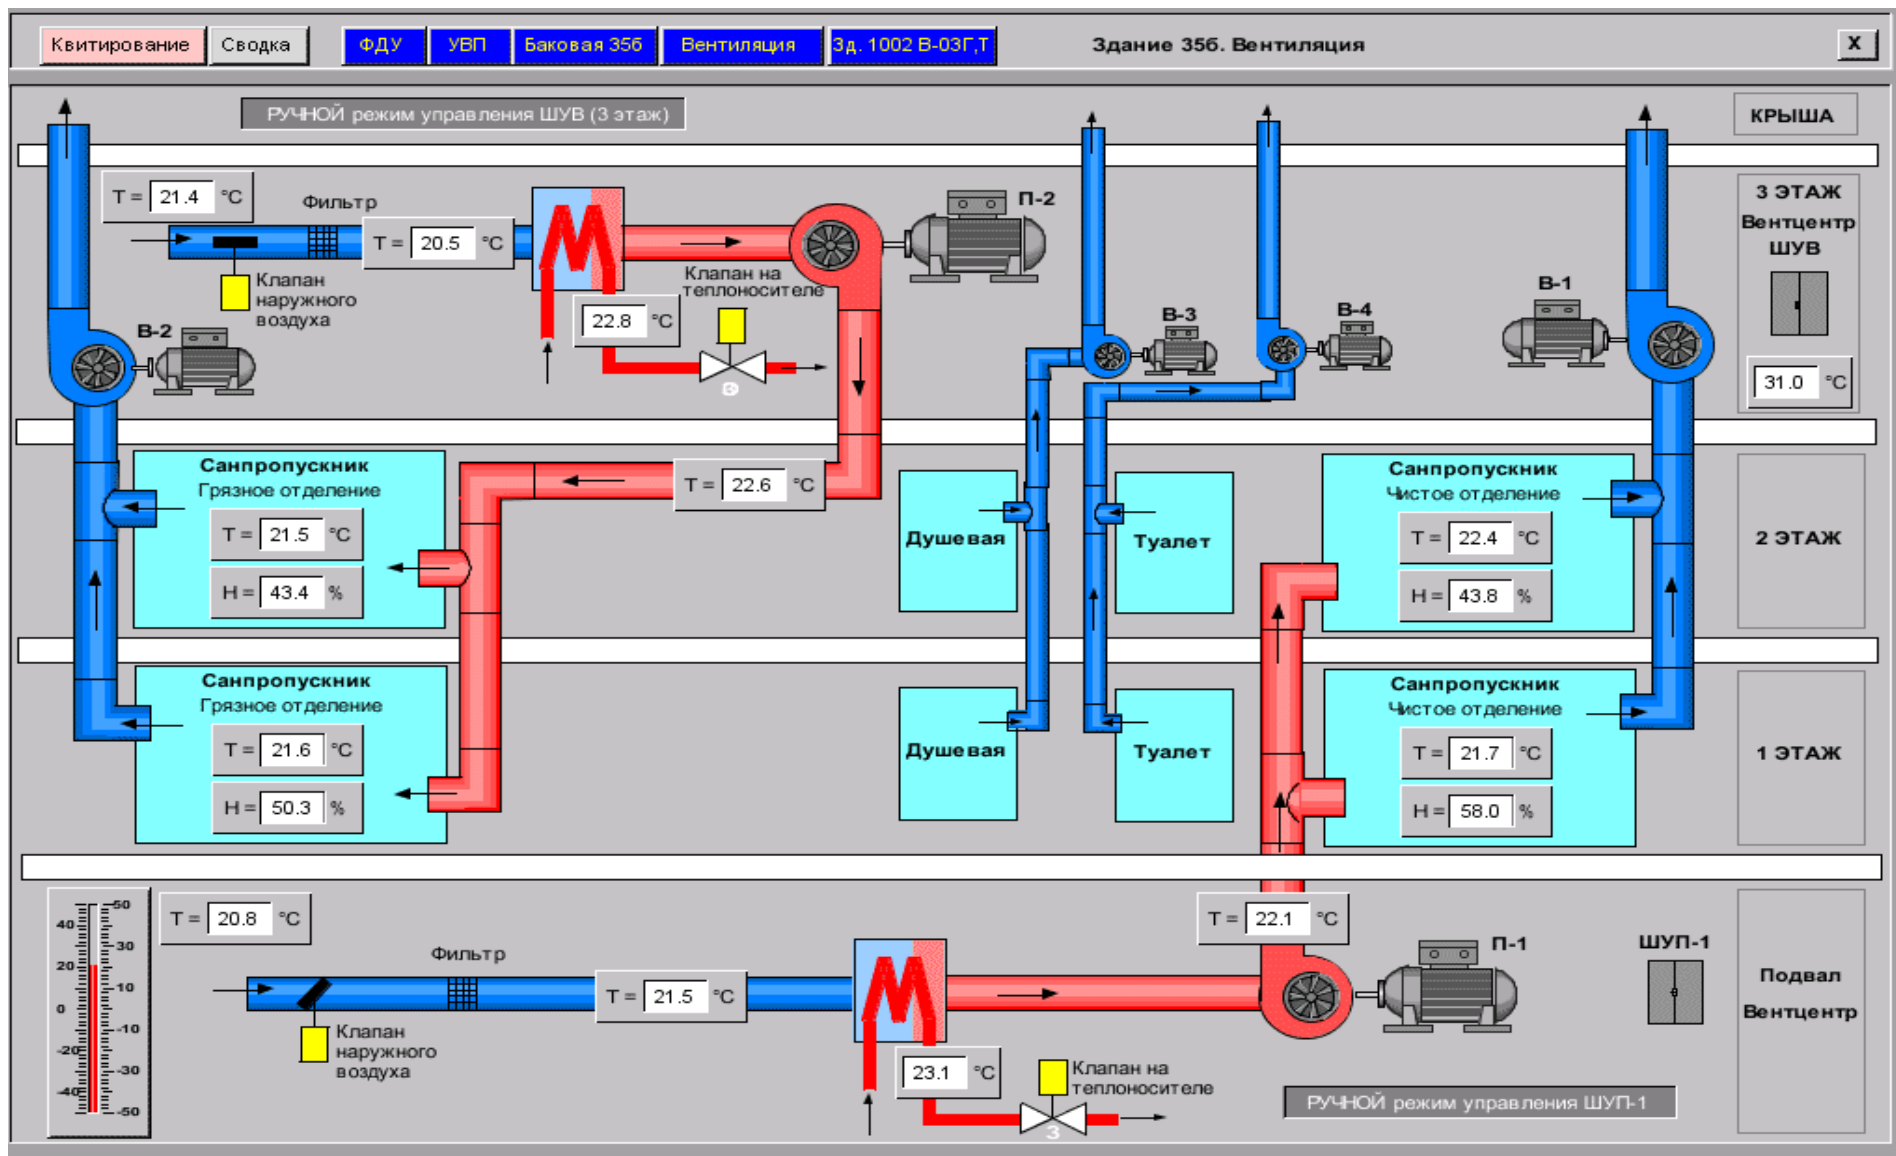 Квитирование
Сводка
ФДУ
УВП
Баковая 35б
Вентиляция
Зд. 1002 В-03Г,Т
Здание 35б. Вентиляция
X
РУЧНОЙ режим управления ШУВ (3 этаж)
КРЫША
T = 21.4 °C
Фильтр
T = 20.5 °C
П-2
Клапан
наружного
воздуха
22.8 °C
Клапан на
теплоносителе
В-2
В-3
В-4
В-1
3 ЭТАЖ
Вентцентр
ШУВ
31.0 °C
Санпропускник
Грязное отделение
T = 21.5 °C
H = 43.4 %
T = 22.6 °C
Душевая
Туалет
Санпропускник
Чистое отделение
T = 22.4 °C
H = 43.8 %
2 ЭТАЖ
Санпропускник
Грязное отделение
T = 21.6 °C
H = 50.3 %
Душевая
Туалет
Санпропускник
Чистое отделение
T = 21.7 °C
H = 58.0 %
1 ЭТАЖ
50
40
30
20
10
0
-10
-20
-30
-40
-50
T = 20.8 °C
Фильтр
T = 21.5 °C
Клапан
наружного
воздуха
23.1 °C
Клапан на
теплоносителе
З
T = 22.1 °C
П-1
ШУП-1
РУЧНОЙ режим управления ШУП-1
Подвал
Вентцентр